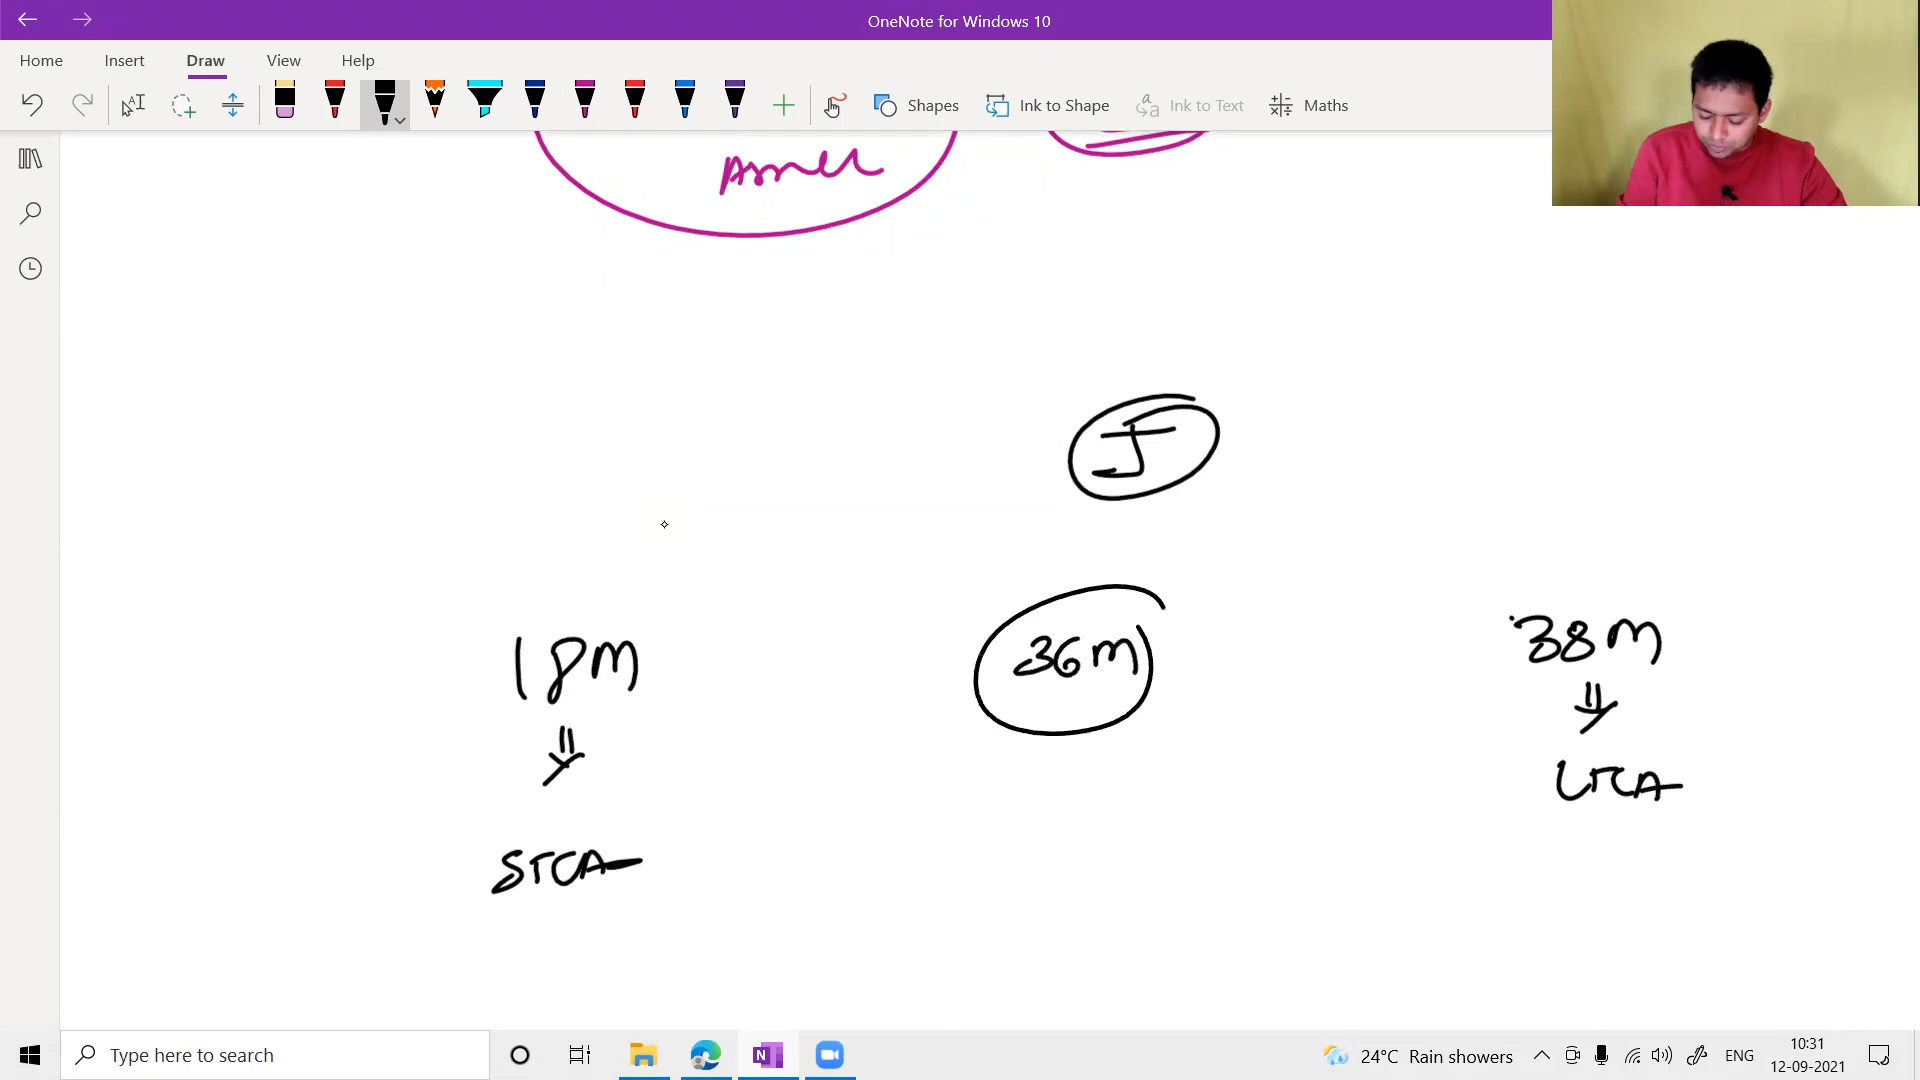 OneNote for Windows 10
Home Insert Draw View Help
Shapes Ink to Shape Ink to Text Maths
Asset
J
18M 36M 38M
STCA LTCA
Type here to search
24°C Rain showers ENG 10:31
12-09-2021